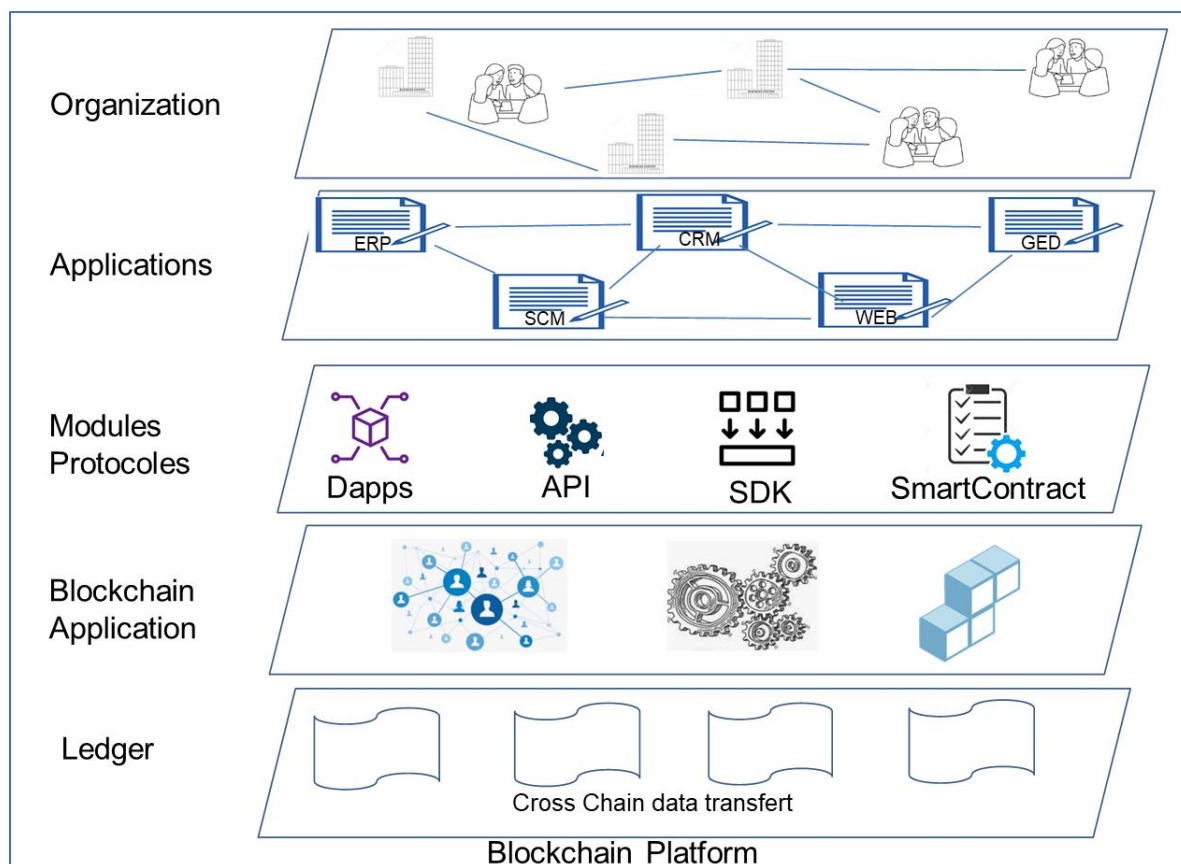 Organization
Applications
ERP
CRM
GED
SCM
WEB
Modules
Protocoles
Dapps
API
SDK
SmartContract
Blockchain
Application
Ledger
Cross Chain data transfert
Blockchain Platform